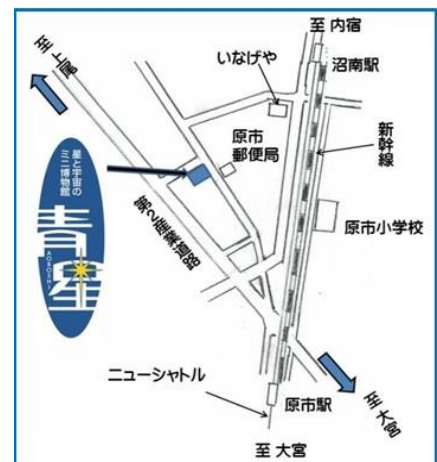 至 内宿
至 上尾
いなげや
沼南駅
新幹線
原市
郵便局
星と宇宙の
ミニ博物館
青星
AOBOSHI
第2産業道路
原市小学校
ニューシャトル
原市駅
至 大宮
至 大宮